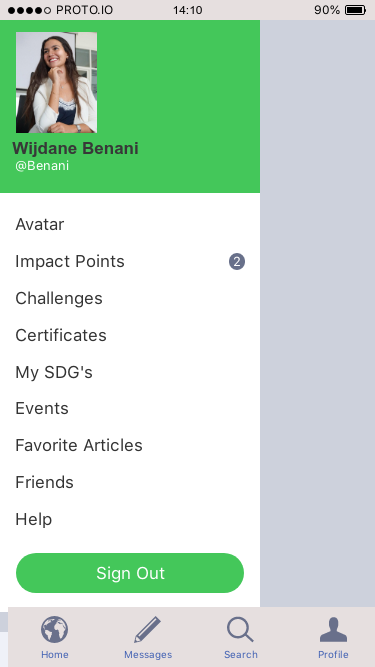 PROTO.IO 14:10 90%
Wijdane Benani
@Benani
Avatar
Impact Points 2
Challenges
Certificates
My SDG's
Events
Favorite Articles
Friends
Help
Sign Out
Home Messages Search Profile